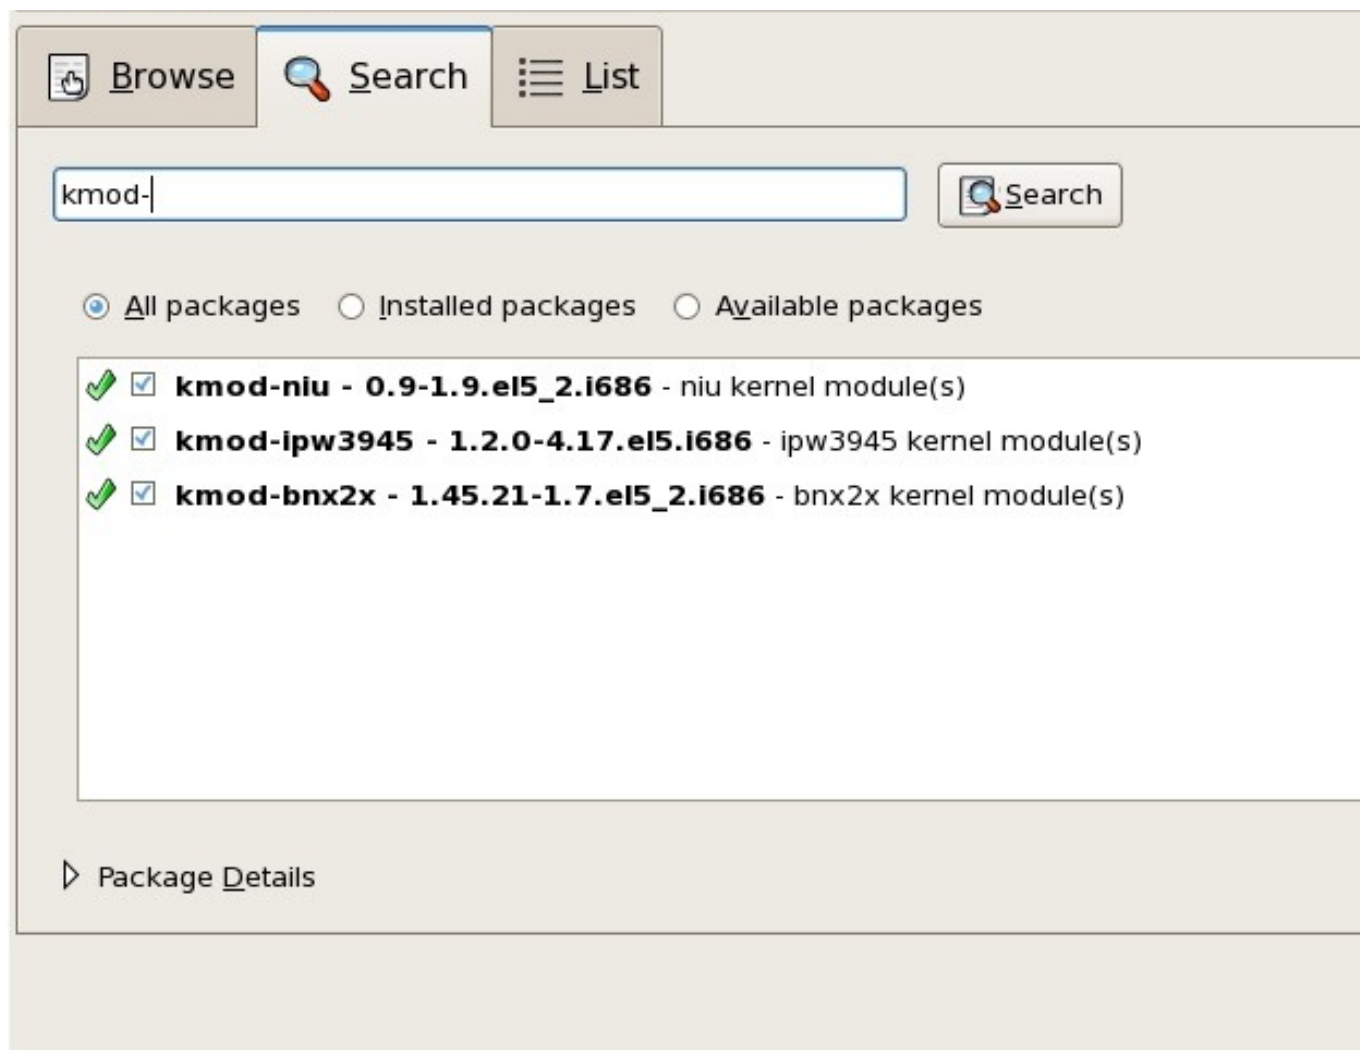 Browse Search List
kmod- Search
All packages Installed packages Available packages
kmod-niu - 0.9-1.9.el5_2.i686 - niu kernel module(s)
kmod-ipw3945 - 1.2.0-4.17.el5.i686 - ipw3945 kernel module(s)
kmod-bnx2x - 1.45.21-1.7.el5_2.i686 - bnx2x kernel module(s)
Package Details